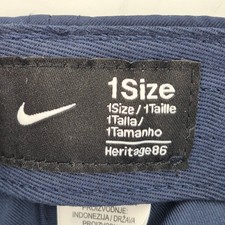 1Size
1Size/1Taille
1Talla/
1Tamanho
Heritage86
PROIZVODNJE
INDONEZIJA/DRŽAVA